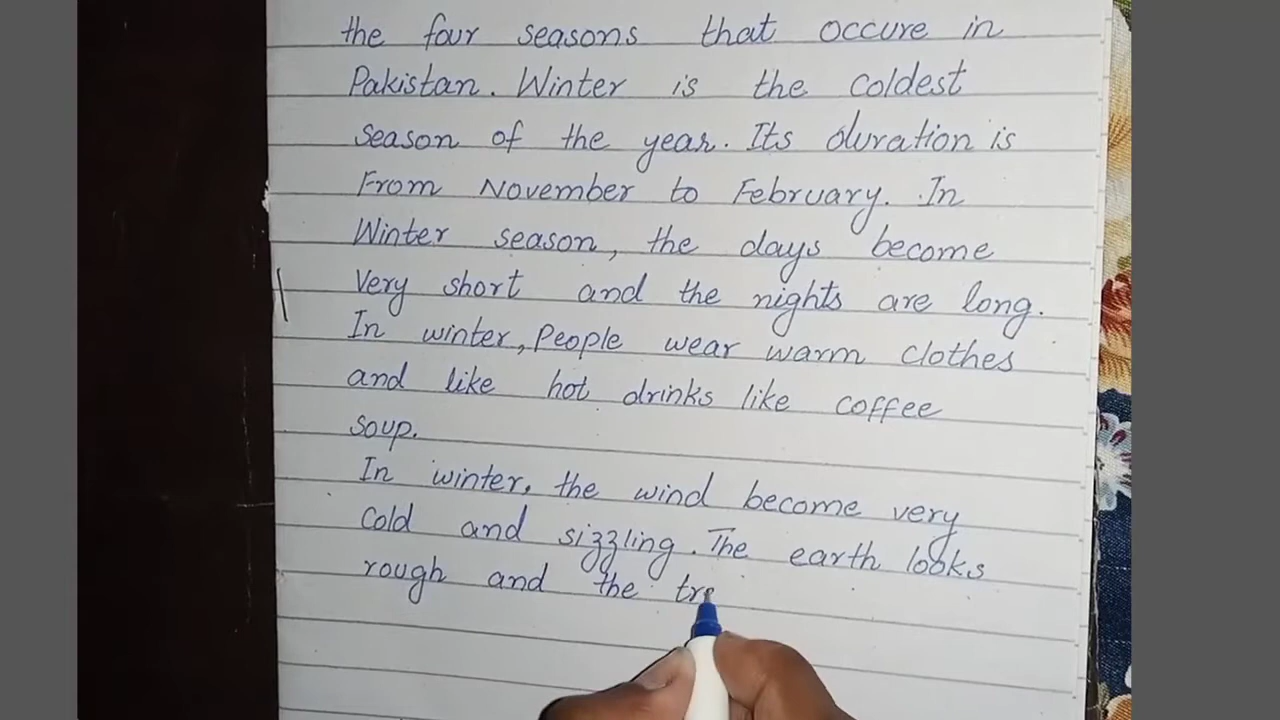 the four seasons that occure in
Pakistan. Winter is the coldest
season of the year. Its duration is
From November to February. In
Winter season, the days become
Very short and the nights are long.
In winter, People wear warm clothes
and like hot drinks like coffee
soup.
In winter, the wind become very
Cold and sizzling. The earth looks
rough and the tre